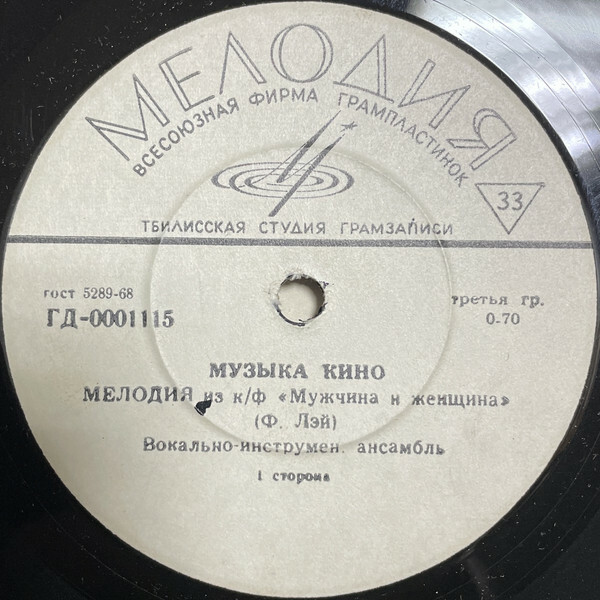 МЕЛОДИЯ
ВСЕСОЮЗНАЯ ФИРМА ГРАМПЛАСТИНОК
33
ТБИЛИССКАЯ СТУДИЯ ГРАМЗАПИСИ
гост 5289-68
ГД-0001115
третья гр.
0-70
МУЗЫКА КИНО
МЕЛОДИЯ из к/ф «Мужчина и женщина»
(Ф. Лэй)
Вокально-инструмен. ансамбль
1 сторона